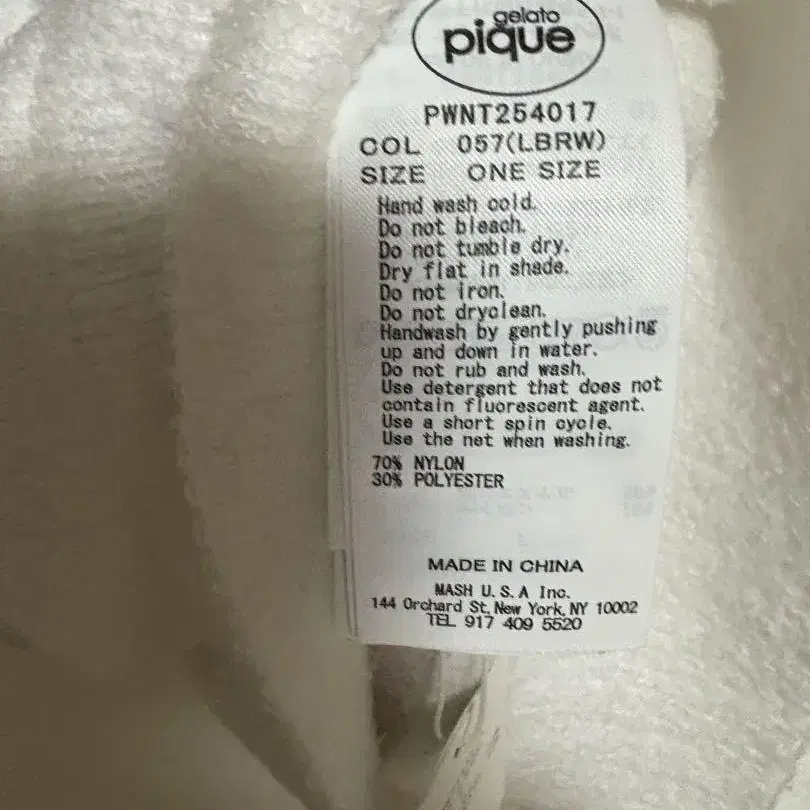 gelato
pique
PWNT254017
COL 057(LBRW)
SIZE ONE SIZE
Hand wash cold.
Do not bleach.
Do not tumble dry.
Dry flat in shade.
Do not iron.
Do not dryclean.
Handwash by gently pushing
up and down in water.
Do not rub and wash.
Use detergent that does not
contain fluorescent agent.
Use a short spin cycle.
Use the net when washing.
70% NYLON
30% POLYESTER
MADE IN CHINA
MASH U.S.A Inc.
144 Orchard St, New York, NY 10002
TEL 917 409 5520